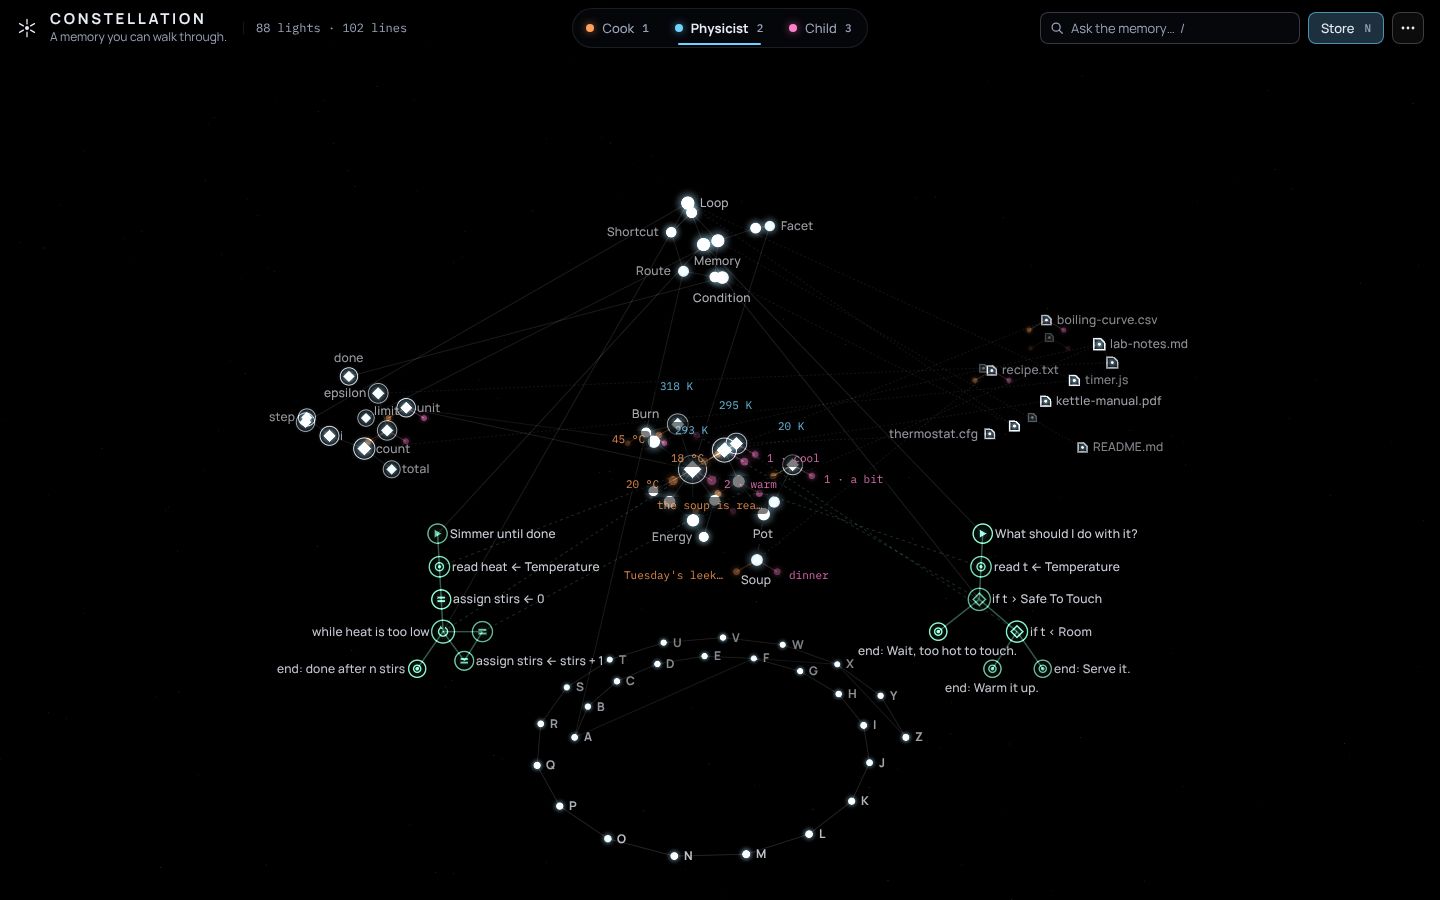 CONSTELLATION
A memory you can walk through.
88 lights · 102 lines
Cook 1
Physicist 2
Child 3
Ask the memory... /
Store N
Loop
Shortcut
Facet
Memory
Route
Condition
boiling-curve.csv
lab-notes.md
recipe.txt
timer.js
kettle-manual.pdf
thermostat.cfg
README.md
done
epsilon
limit
unit
step
i
count
total
318 K
295 K
Burn
293 K
20 K
45 °C
18 °C
1 · cool
20 °C
2 · warm
1 · a bit
the soup is rea…
Energy
Pot
Tuesday's leek…
Soup
dinner
Simmer until done
read heat ← Temperature
assign stirs ← 0
while heat is too low
assign stirs ← stirs + 1
end: done after n stirs
What should I do with it?
read t ← Temperature
if t > Safe To Touch
if t < Room
end: Wait, too hot to touch.
end: Serve it.
end: Warm it up.
A
B
C
D
E
F
G
H
I
J
K
L
M
N
O
P
Q
R
S
T
U
V
W
X
Y
Z